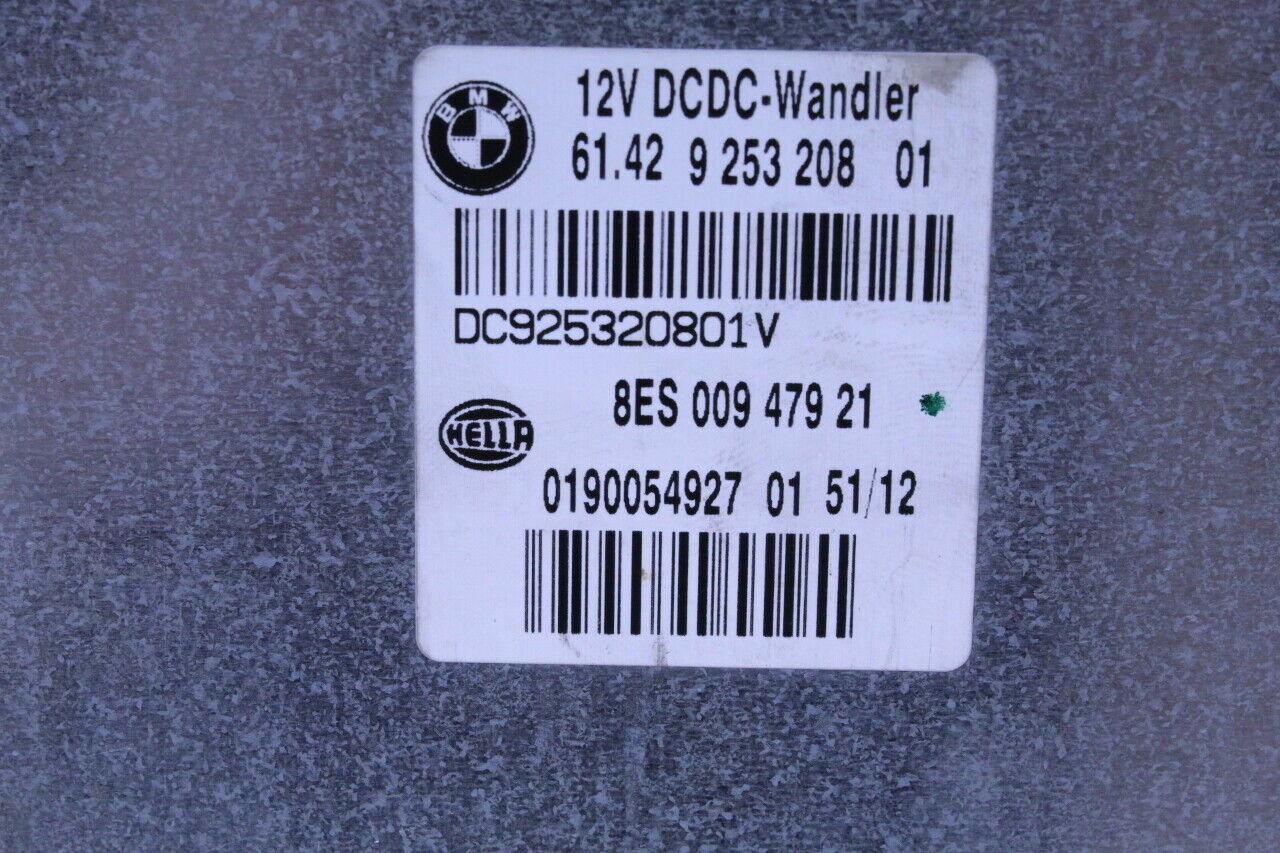 BMW
12V DCDC-Wandler
61.42 9 253 208 01
DC925320801V
8ES 009 479 21
HELLA
0190054927 01 51/12